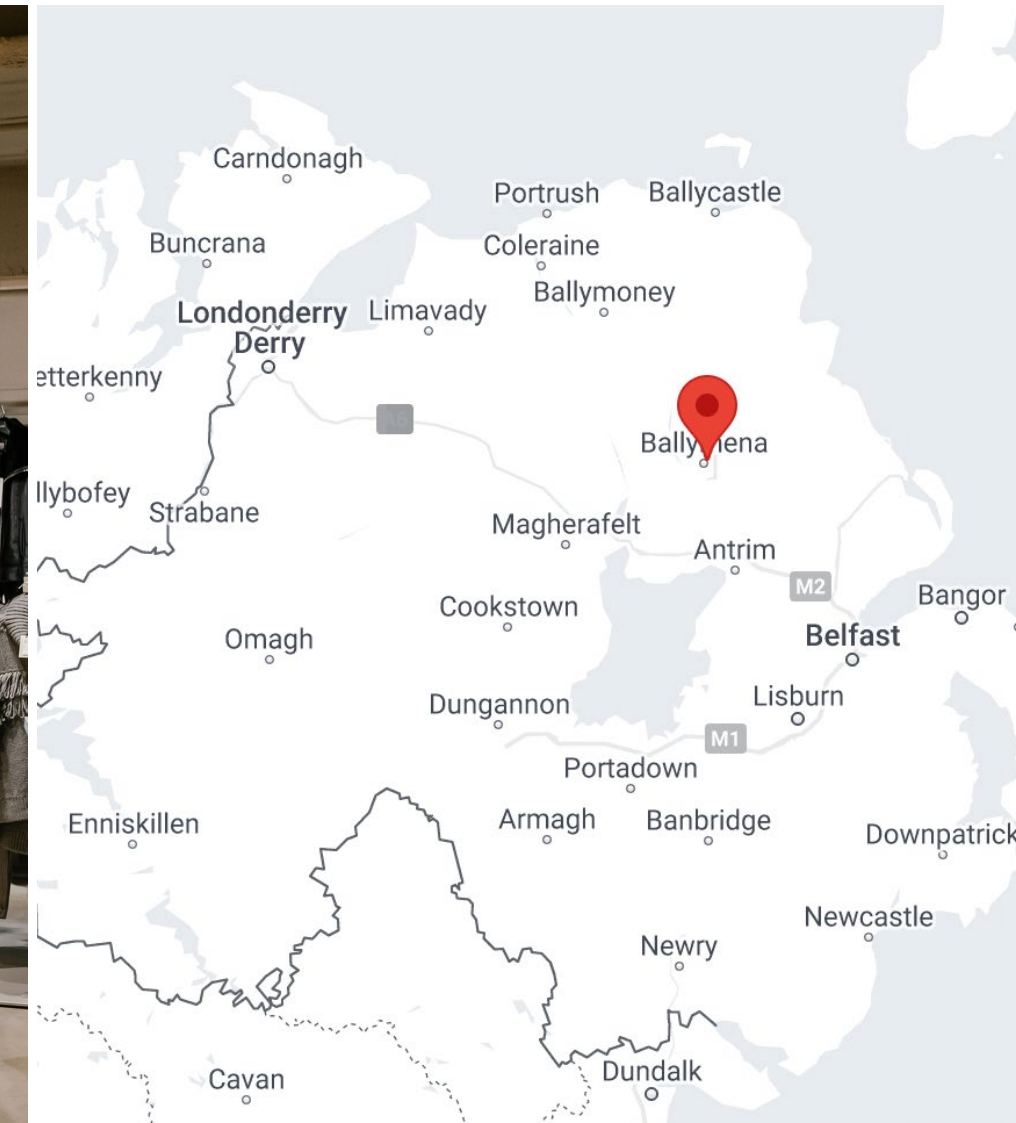 Carndonagh
Portrush
Ballycastle
Buncrana
Coleraine
Ballymoney
Londonderry
Derry
Limavady
etterkenny
llybofey
Strabane
Magherafelt
Antrim
M2
Bangor
Cookstown
Belfast
Omagh
Lisburn
Dungannon
M1
Portadown
Enniskillen
Armagh
Banbridge
Downpatrick
Newcastle
Newry
Cavan
Dundalk